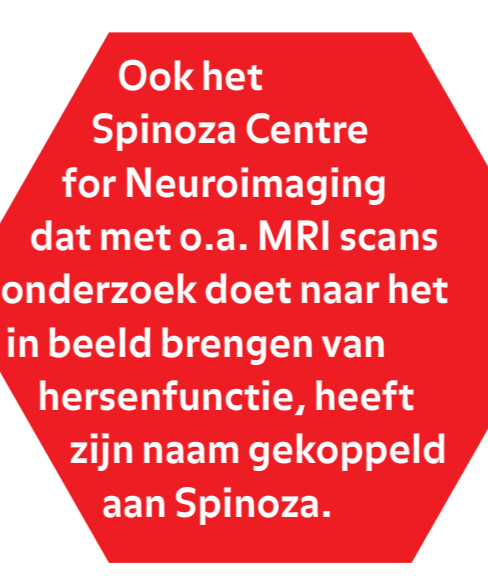 Ook het
Spinoza Centre
for Neuroimaging
dat met o.a. MRI scans
onderzoek doet naar het
in beeld brengen van
hersenfunctie, heeft
zijn naam gekoppeld
aan Spinoza.